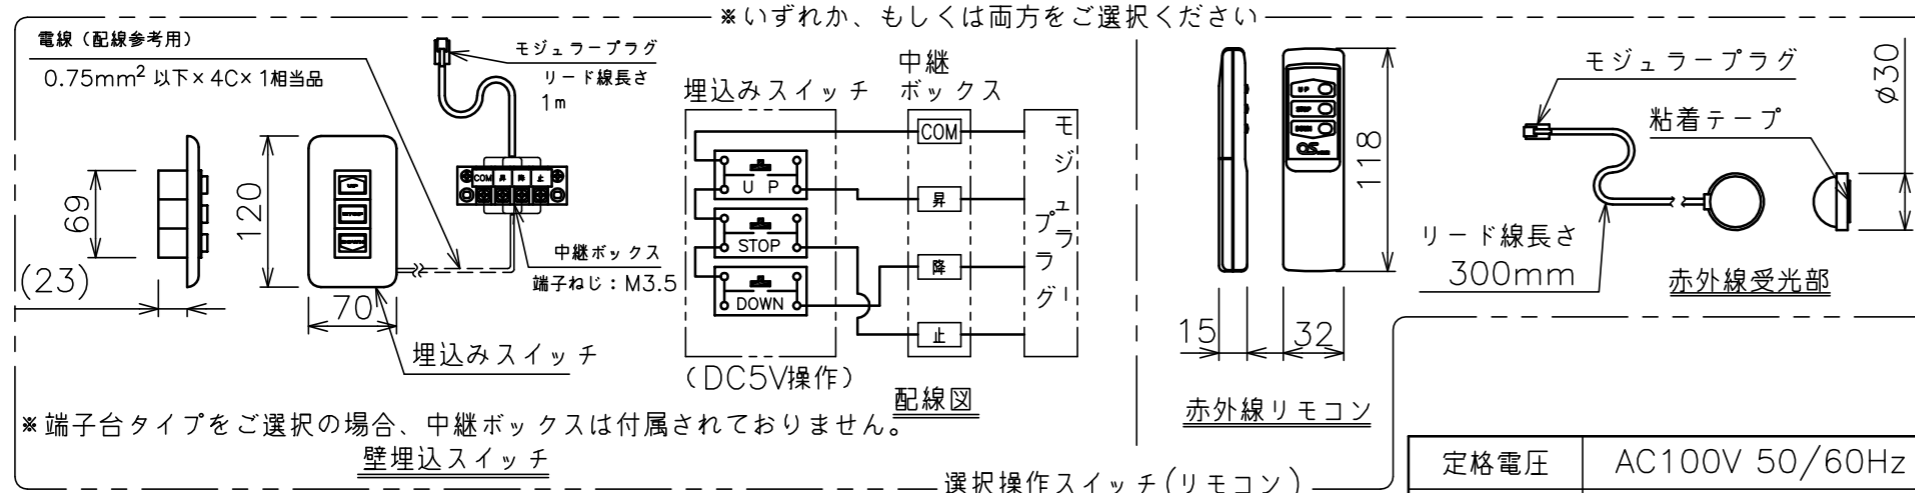 ※いずれか、もしくは両方をご選択ください
電線（配線参考用）
0.75mm² 以下×4C×1相当品
モジュラープラグ
リード線長さ
1m
69
(23)
120
70
UP
COM 昇 降 止
中継ボックス
端子ねじ：M3.5
埋込みスイッチ
埋込みスイッチ
中継
ボックス
モジュラープラグ
COM
UP
昇
STOP
降
DOWN
止
(DC5V操作)
配線図
※端子台タイプをご選択の場合、中継ボックスは付属されておりません。
壁埋込スイッチ
UP
STOP
DOWN
OS
118
15
32
赤外線リモコン
モジュラープラグ
粘着テープ
φ30
リード線長さ
300mm
赤外線受光部
選択操作スイッチ(リモコン)
定格電圧 AC100V 50/60Hz